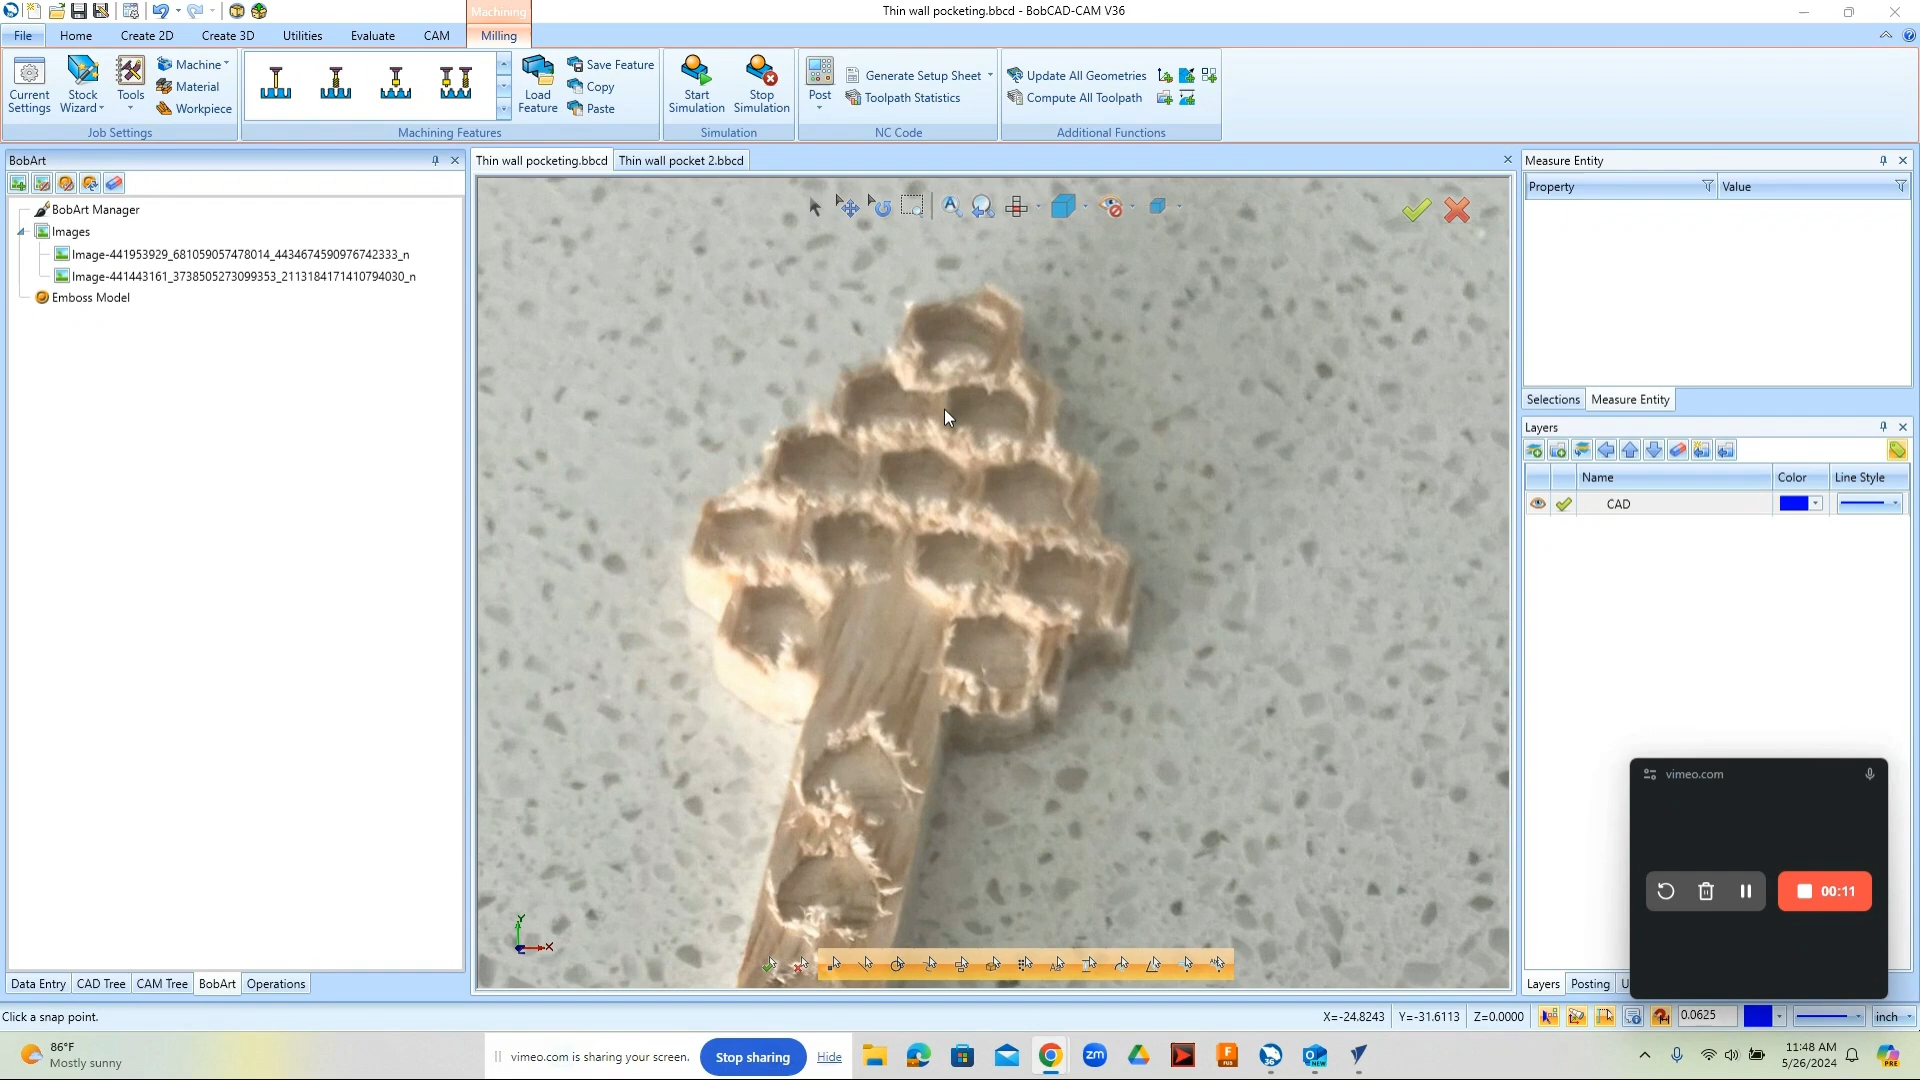 Machining
Thin wall pocketing.bbcd - BobCAD-CAM V36
File Home Create 2D Create 3D Utilities Evaluate CAM Milling
Current Settings
Stock Wizard
Tools
Machine
Material
Workpiece
Job Settings
Load Feature
Save Feature
Copy
Paste
Machining Features
Start Simulation
Stop Simulation
Simulation
Post
Generate Setup Sheet
Toolpath Statistics
NC Code
Update All Geometries
Compute All Toolpath
Additional Functions
BobArt
BobArt Manager
Images
Image-441953929_681059057478014_4434674590976742333_n
Image-441443161_3738505273099353_2113184171410794030_n
Emboss Model
Data Entry CAD Tree CAM Tree BobArt Operations
Thin wall pocketing.bbcd Thin wall pocket 2.bbcd
Y
X
Measure Entity
Property Value
Selections Measure Entity
Layers
Name Color Line Style
CAD
vimeo.com
00:11
Layers Posting U
Click a snap point.
X=-24.8243 Y=-31.6113 Z=0.0000
0.0625
inch
86°F
Mostly sunny
vimeo.com is sharing your screen.
Stop sharing
Hide
zm
11:48 AM
5/26/2024